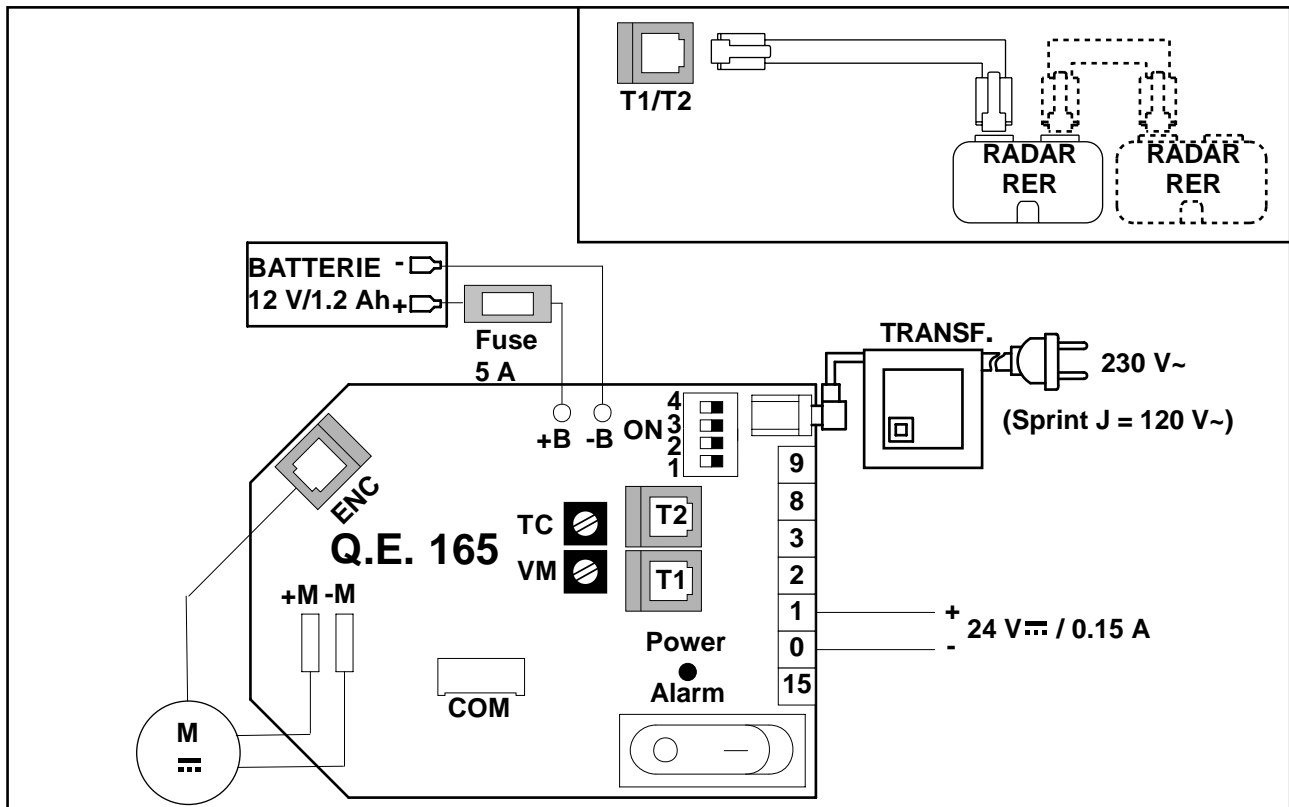 T1/T2
RADAR
RER
RADAR
RER
BATTERIE -
12 V/1.2 Ah +
Fuse
5 A
TRANSF.
230 V~
(Sprint J = 120 V~)
+B -B
ON
4
3
2
1
ENC
Q.E. 165
TC
VM
T2
T1
9
8
3
2
1
0
15
+
-
24 V⎓ / 0.15 A
+M -M
M
⎓
COM
Power
Alarm